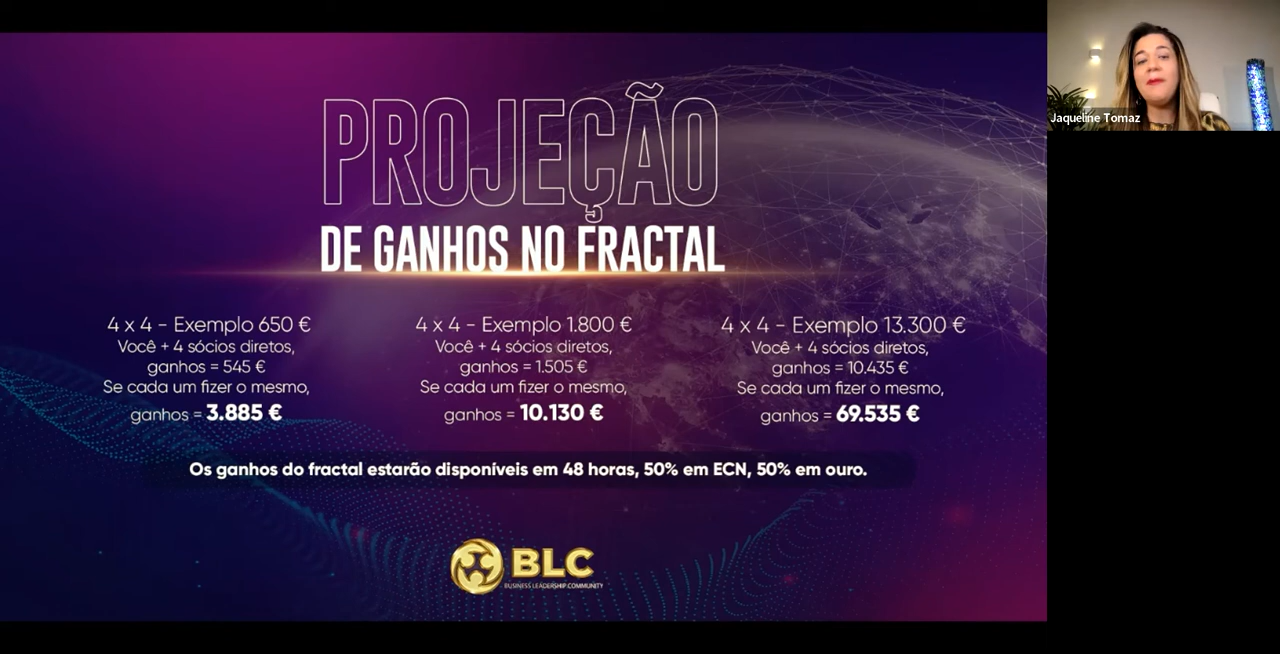 PROJEÇÃO
DE GANHOS NO FRACTAL
4 x 4 - Exemplo 650 €
Você + 4 sócios diretos,
ganhos = 545 €
Se cada um fizer o mesmo,
ganhos = 3.885 €
4 x 4 - Exemplo 1.800 €
Você + 4 sócios diretos,
ganhos = 1.505 €
Se cada um fizer o mesmo,
ganhos = 10.130 €
4 x 4 - Exemplo 13.300 €
Você + 4 sócios diretos,
ganhos = 10.435 €
Se cada um fizer o mesmo,
ganhos = 69.535 €
Os ganhos do fractal estarão disponíveis em 48 horas, 50% em ECN, 50% em ouro.
BLC
BUSINESS LEADERSHIP COMMUNITY
Jaqueline Tomaz